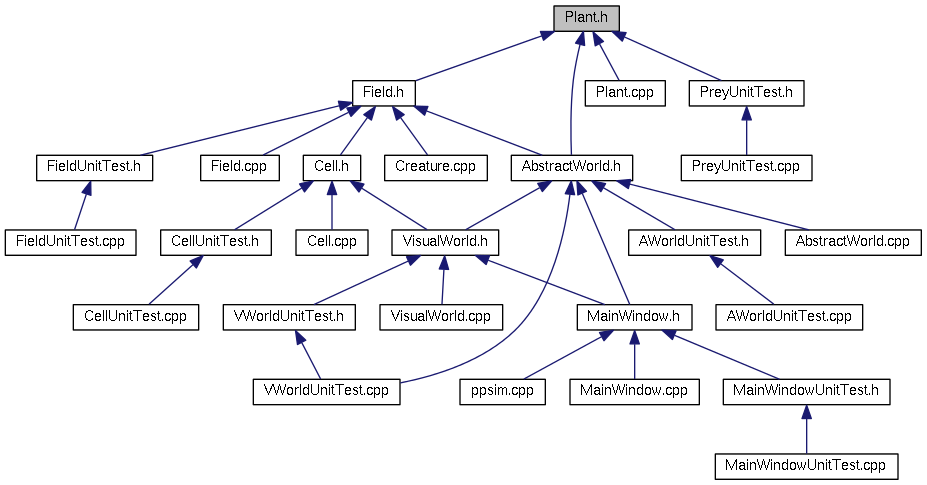 Plant.h
Field.h
Plant.cpp
PreyUnitTest.h
FieldUnitTest.h
Field.cpp
Cell.h
Creature.cpp
AbstractWorld.h
PreyUnitTest.cpp
FieldUnitTest.cpp
CellUnitTest.h
Cell.cpp
VisualWorld.h
AWorldUnitTest.h
AbstractWorld.cpp
CellUnitTest.cpp
VWorldUnitTest.h
VisualWorld.cpp
MainWindow.h
AWorldUnitTest.cpp
VWorldUnitTest.cpp
ppsim.cpp
MainWindow.cpp
MainWindowUnitTest.h
MainWindowUnitTest.cpp